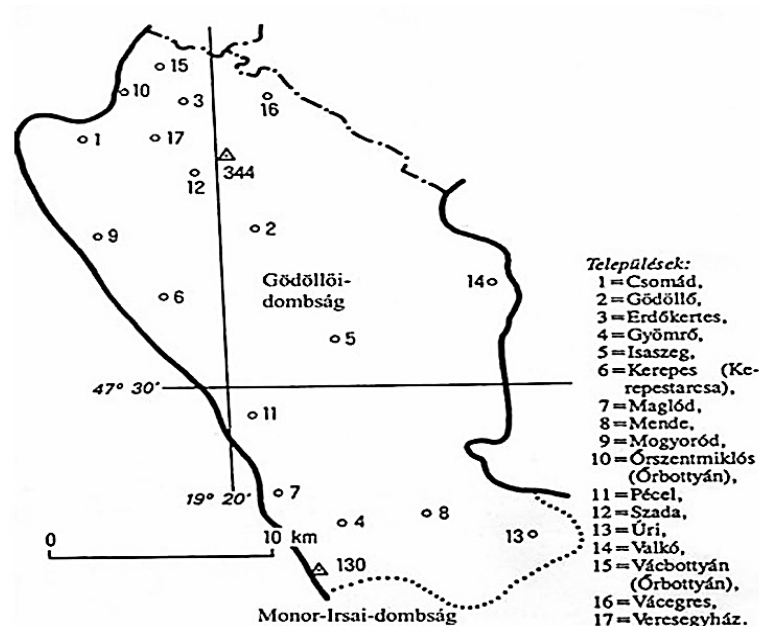 15
10
3
16
1
17
344
12
2
9
14
Gödöllői-
dombság
6
5
47° 30'
11
7
19° 20'
4
8
13
0
10 km
130
Monor-Irsai-dombság
Települések:
1=Csomád,
2=Gödöllő,
3=Erdőkertes,
4=Gyömrő,
5=Isaszeg,
6=Kerepes (Ke-
repestarcsa),
7=Maglód,
8=Mende,
9=Mogyoród,
10=Őrszentmiklós
(Őrbottyán),
11=Pécel,
12=Szada,
13=Úri,
14=Valkó,
15=Vácbottyán
(Őrbottyán),
16=Vácegres,
17=Veresegyház,